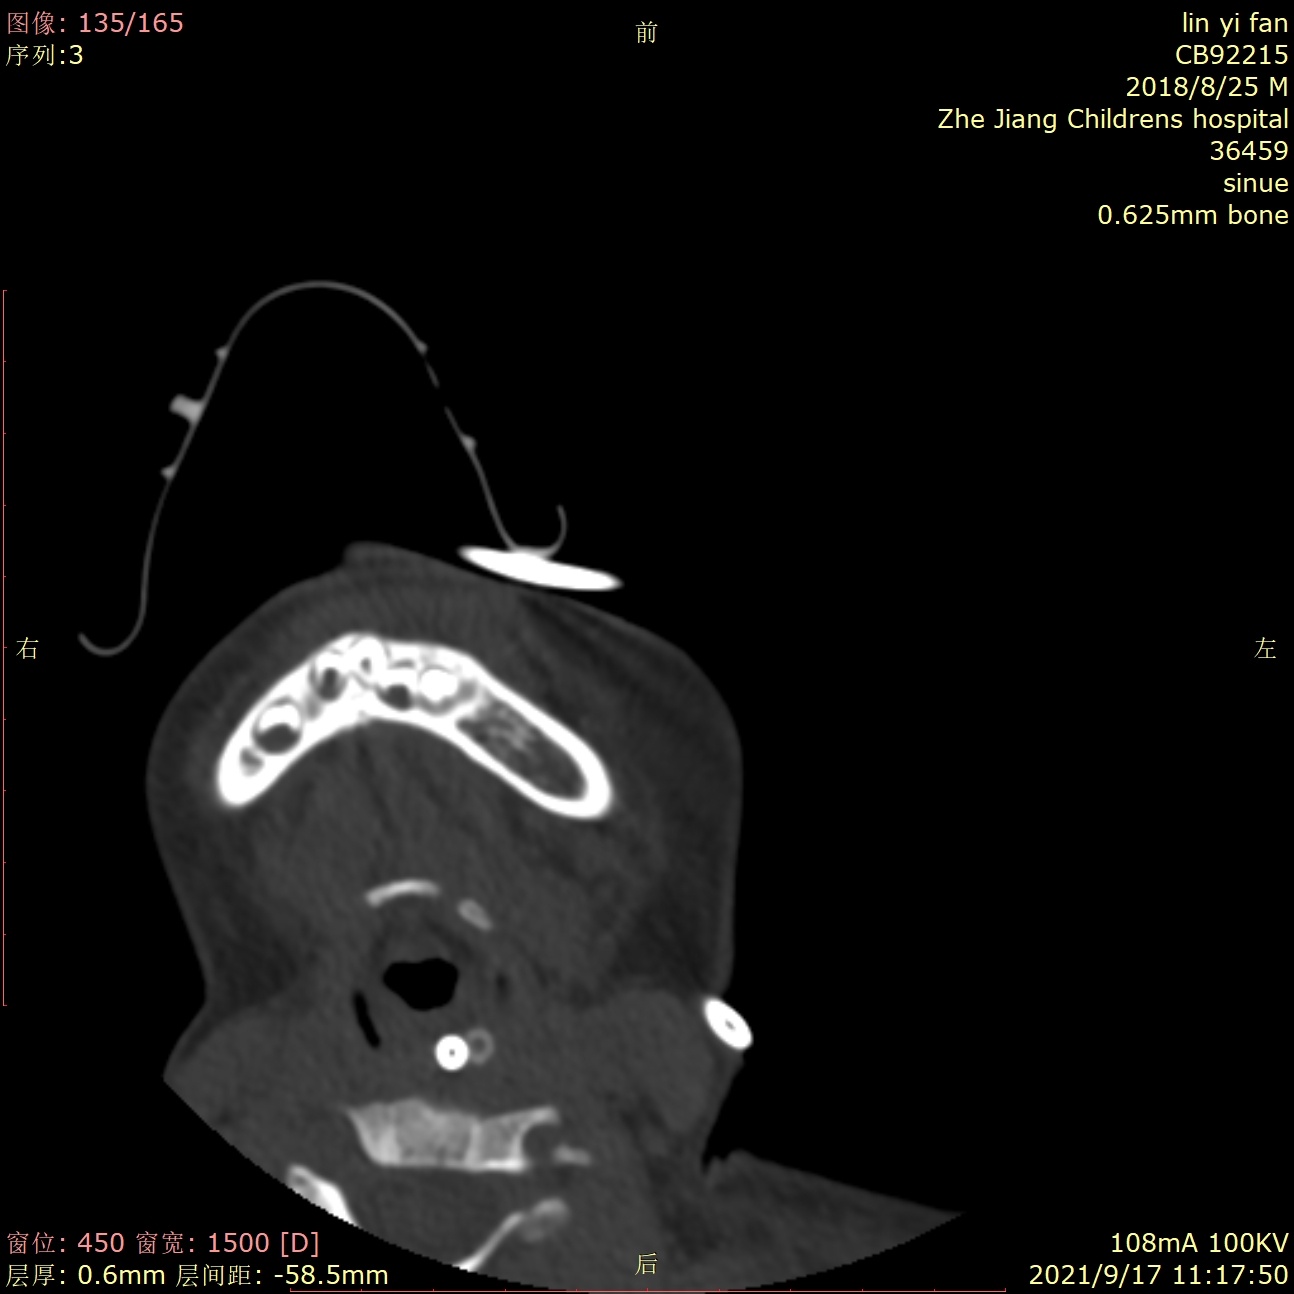 图像: 135/165
序列:3
前
lin yi fan
CB92215
2018/8/25 M
Zhe Jiang Childrens hospital
36459
sinue
0.625mm bone
右
左
窗位: 450 窗宽: 1500 [D]
层厚: 0.6mm 层间距: -58.5mm
后
108mA 100KV
2021/9/17 11:17:50